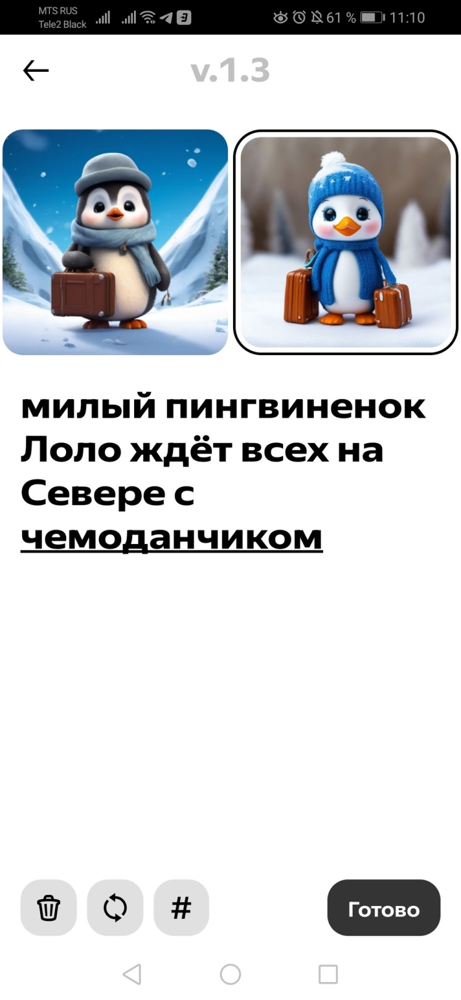 MTS RUS
Tele2 Black
61 % 11:10
v.1.3
милый пингвиненок
Лоло ждёт всех на
Севере с
чемоданчиком
#
Готово